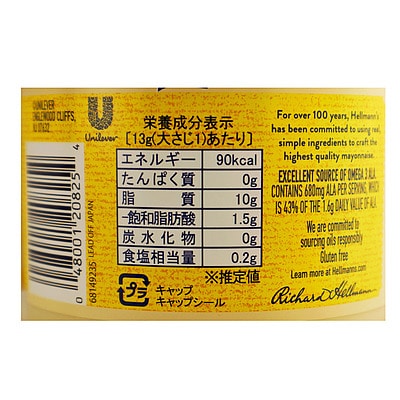 UNILEVER
ENGLEWOOD CLIFFS,
NJ 07632
Unilever
0 48001 20825 4
68149235 LEAD OFF JAPAN
栄養成分表示
[13g(大さじ1)あたり]
エネルギー 90kcal
たんぱく質 0g
脂質 10g
-飽和脂肪酸 1.5g
炭水化物 0g
食塩相当量 0.2g
※推定値
プラ
キャップ
キャップシール
For over 100 years, Hellmann's
has been committed to using real,
simple ingredients to craft the
highest quality mayonnaise.
EXCELLENT SOURCE OF OMEGA 3 ALA.
CONTAINS 680mg ALA PER SERVING, WHICH
IS 43% OF THE 1.6g DAILY VALUE OF ALA.
We are committed to
sourcing oils responsibly
Gluten free
Learn more at Hellmanns.com
Richard Hellmann